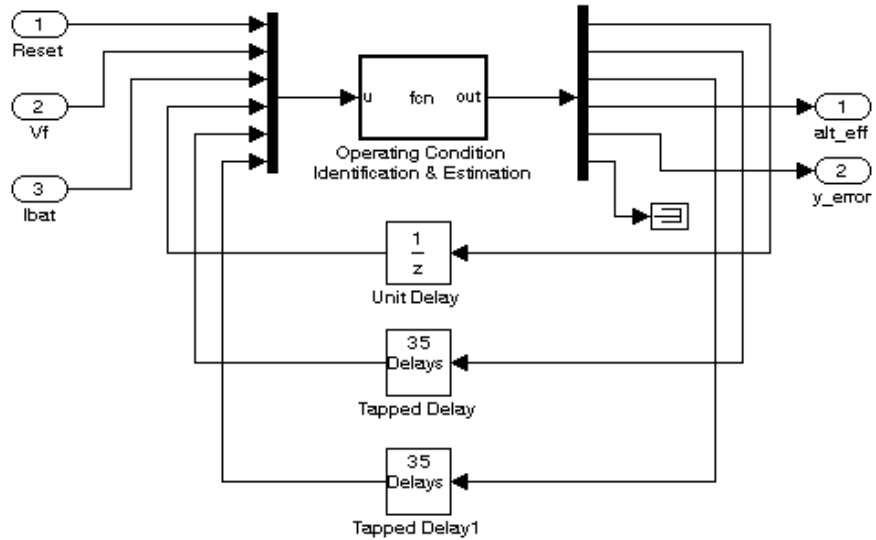 1
Reset
2
Vf
3
Ibat
u fcn out
Operating Condition
Identification & Estimation
1
alt_eff
2
y_error
1
z
Unit Delay
35
Delays
Tapped Delay
35
Delays
Tapped Delay1